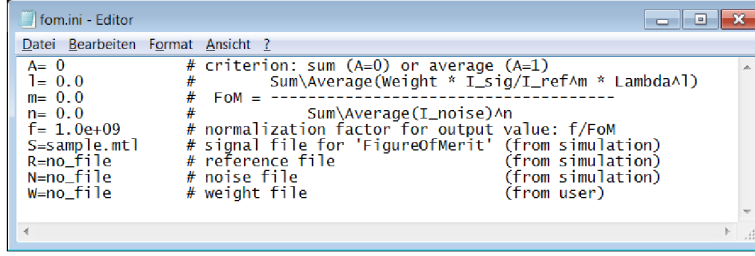 fom.ini - Editor
Datei Bearbeiten Format Ansicht ?
A= 0 # criterion: sum (A=0) or average (A=1)
l= 0.0 # Sum\Average(Weight * I_sig/I_ref^m * Lambda^l)
m= 0.0 # FoM = ---------------------------------------
n= 0.0 # Sum\Average(I_noise)^n
f= 1.0e+09 # normalization factor for output value: f/FoM
S=sample.mtl # signal file for 'FigureOfMerit' (from simulation)
R=no_file # reference file (from simulation)
N=no_file # noise file (from simulation)
W=no_file # weight file (from user)